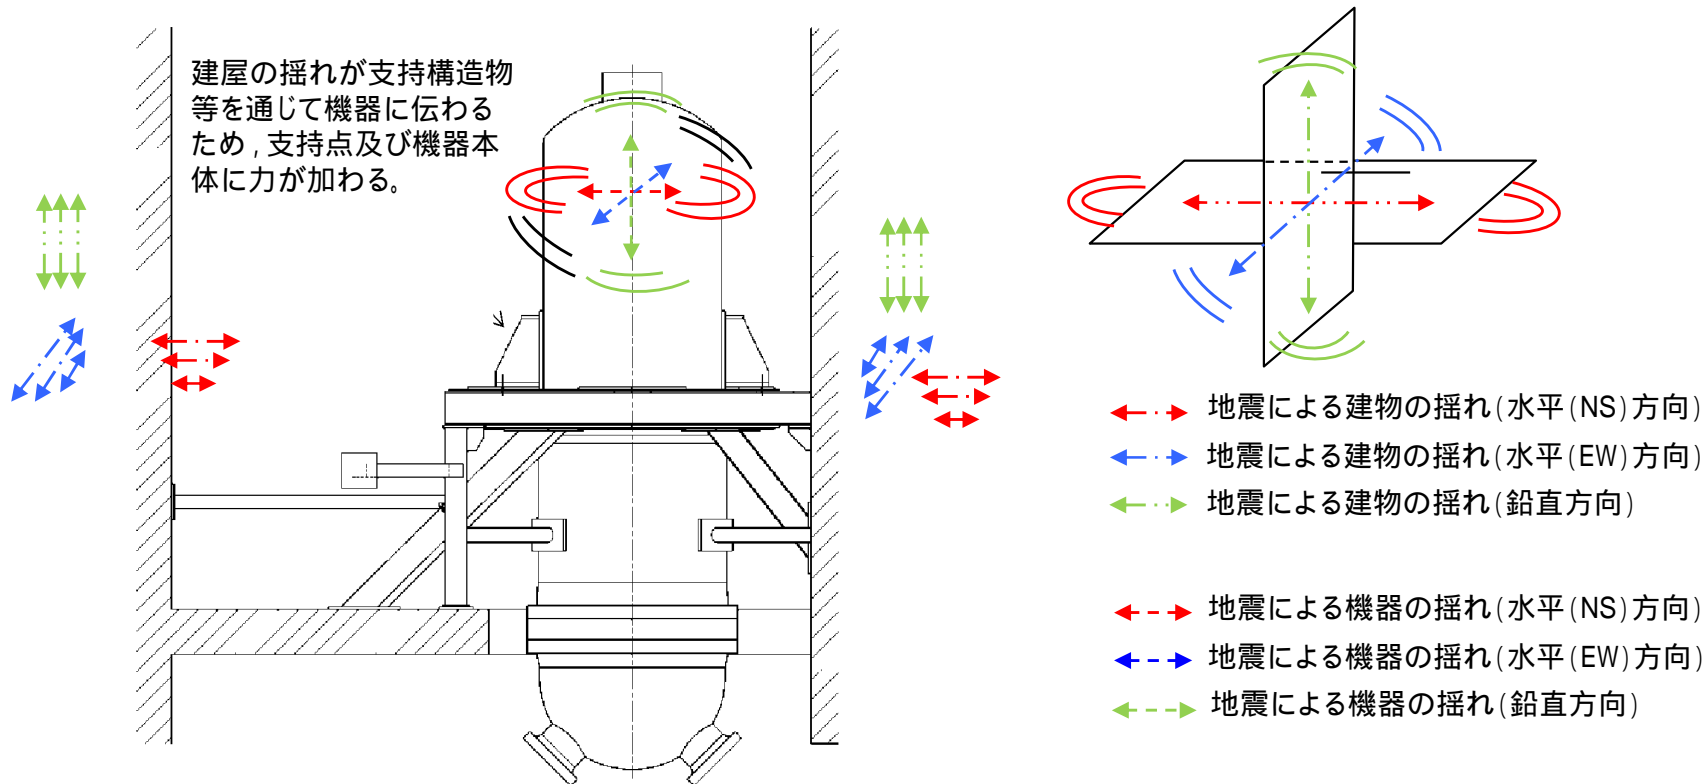 建屋の揺れが支持構造物
等を通じて機器に伝わる
ため,支持点及び機器本
体に力が加わる。
地震による建物の揺れ(水平(NS)方向)
地震による建物の揺れ(水平(EW)方向)
地震による建物の揺れ(鉛直方向)
地震による機器の揺れ(水平(NS)方向)
地震による機器の揺れ(水平(EW)方向)
地震による機器の揺れ(鉛直方向)